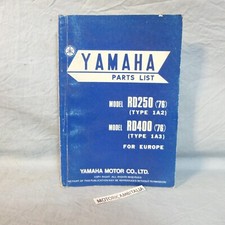 YAMAHA
PARTS LIST
MODEL RD250 (76)
(TYPE 1A2)
MODEL RD400 (76)
(TYPE 1A3)
FOR EUROPE
YAMAHA MOTOR CO., LTD.